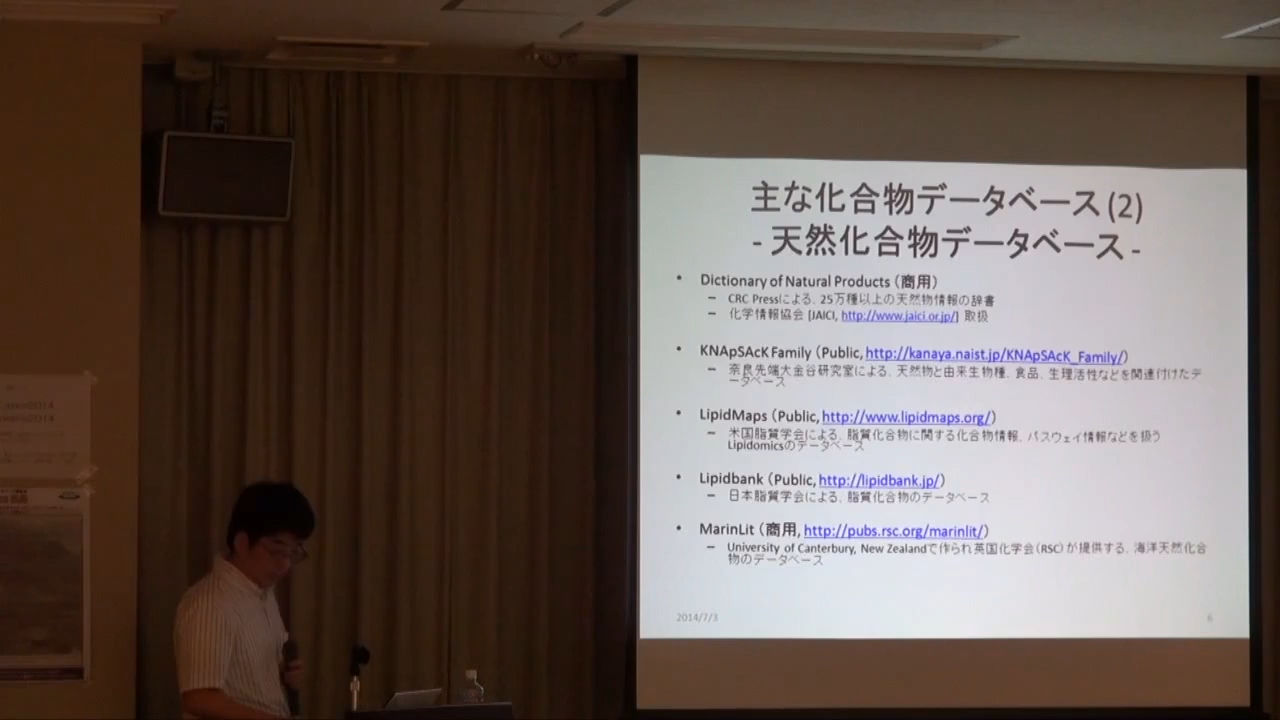 主な化合物データベース(2)
- 天然化合物データベース -
• Dictionary of Natural Products （商用）
– CRC Pressによる、25万種以上の天然物情報の辞書
– 化学情報協会 [JAICI, http://www.jaici.or.jp/] 取扱
• KNApSAcK Family （Public, http://kanaya.naist.jp/KNApSAcK_Family/）
– 奈良先端大金谷研究室による、天然物と由来生物種、食品、生理活性などを関連付けたデ
ータベース
• LipidMaps （Public, http://www.lipidmaps.org/）
– 米国脂質学会による、脂質化合物に関する化合物情報、パスウェイ情報などを扱う
Lipidomicsのデータベース
• Lipidbank （Public, http://lipidbank.jp/）
– 日本脂質学会による、脂質化合物のデータベース
• MarinLit （商用, http://pubs.rsc.org/marinlit/）
– University of Canterbury, New Zealandで作られ英国化学会（RSC）が提供する、海洋天然化合
物のデータベース
2014/7/3
6